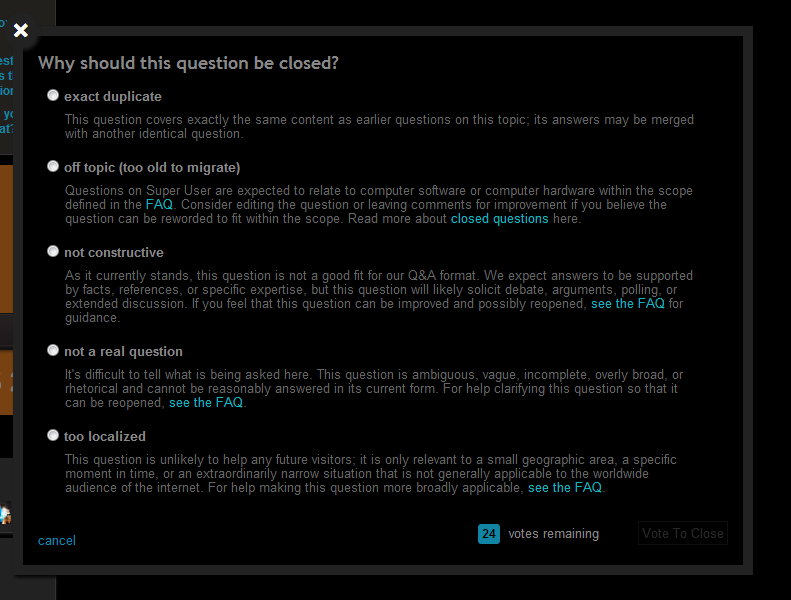 Why should this question be closed?
exact duplicate
This question covers exactly the same content as earlier questions on this topic; its answers may be merged
with another identical question.
off topic (too old to migrate)
Questions on Super User are expected to relate to computer software or computer hardware within the scope
defined in the FAQ. Consider editing the question or leaving comments for improvement if you believe the
question can be reworded to fit within the scope. Read more about closed questions here.
not constructive
As it currently stands, this question is not a good fit for our Q&A format. We expect answers to be supported
by facts, references, or specific expertise, but this question will likely solicit debate, arguments, polling, or
extended discussion. If you feel that this question can be improved and possibly reopened, see the FAQ for
guidance.
not a real question
It's difficult to tell what is being asked here. This question is ambiguous, vague, incomplete, overly broad, or
rhetorical and cannot be reasonably answered in its current form. For help clarifying this question so that it
can be reopened, see the FAQ.
too localized
This question is unlikely to help any future visitors; it is only relevant to a small geographic area, a specific
moment in time, or an extraordinarily narrow situation that is not generally applicable to the worldwide
audience of the internet. For help making this question more broadly applicable, see the FAQ.
cancel
24 votes remaining
Vote To Close